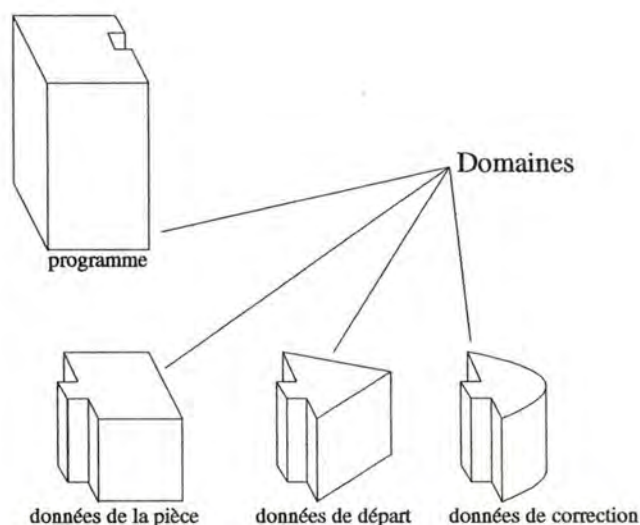 Domaines
programme
données de la pièce
données de départ
données de correction